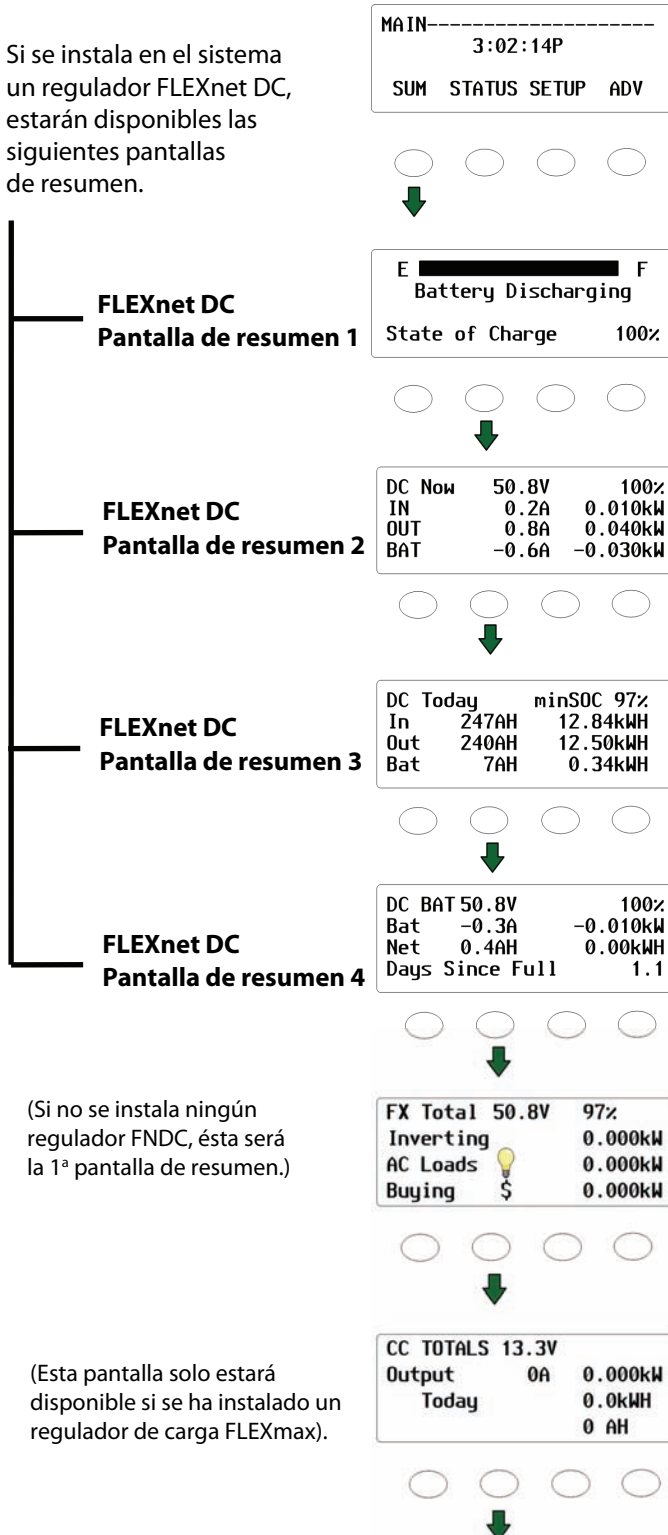 Si se instala en el sistema
un regulador FLEXnet DC,
estarán disponibles las
siguientes pantallas
de resumen.
MAIN--------------------
3:02:14P
SUM STATUS SETUP ADV
FLEXnet DC
Pantalla de resumen 1
E F
Battery Discharging
State of Charge 100%
FLEXnet DC
Pantalla de resumen 2
DC Now 50.8V 100%
IN 0.2A 0.010kW
OUT 0.8A 0.040kW
BAT -0.6A -0.030kW
FLEXnet DC
Pantalla de resumen 3
DC Today minSOC 97%
In 247AH 12.84kWH
Out 240AH 12.50kWH
Bat 7AH 0.34kWH
FLEXnet DC
Pantalla de resumen 4
DC BAT 50.8V 100%
Bat -0.3A -0.010kW
Net 0.4AH 0.00kWH
Days Since Full 1.1
(Si no se instala ningún
regulador FNDC, ésta será
la 1ª pantalla de resumen.)
FX Total 50.8V 97%
Inverting 0.000kW
AC Loads 0.000kW
Buying $ 0.000kW
(Esta pantalla solo estará
disponible si se ha instalado un
regulador de carga FLEXmax).
CC TOTALS 13.3V
Output 0A 0.000kW
Today 0.0kWH
0 AH